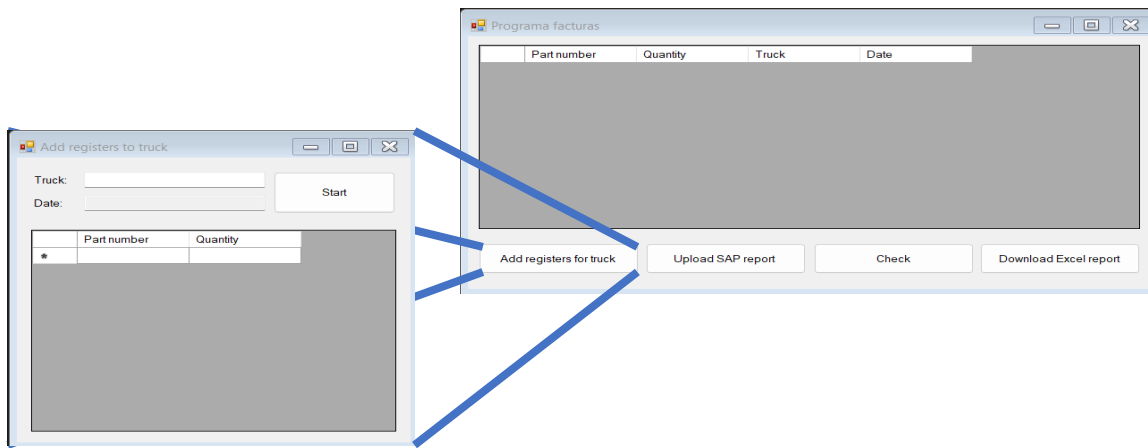 Programa facturas
Part number Quantity Truck Date
Add registers for truck Upload SAP report Check Download Excel report
Add registers to truck
Truck:
Start
Date:
Part number Quantity
*